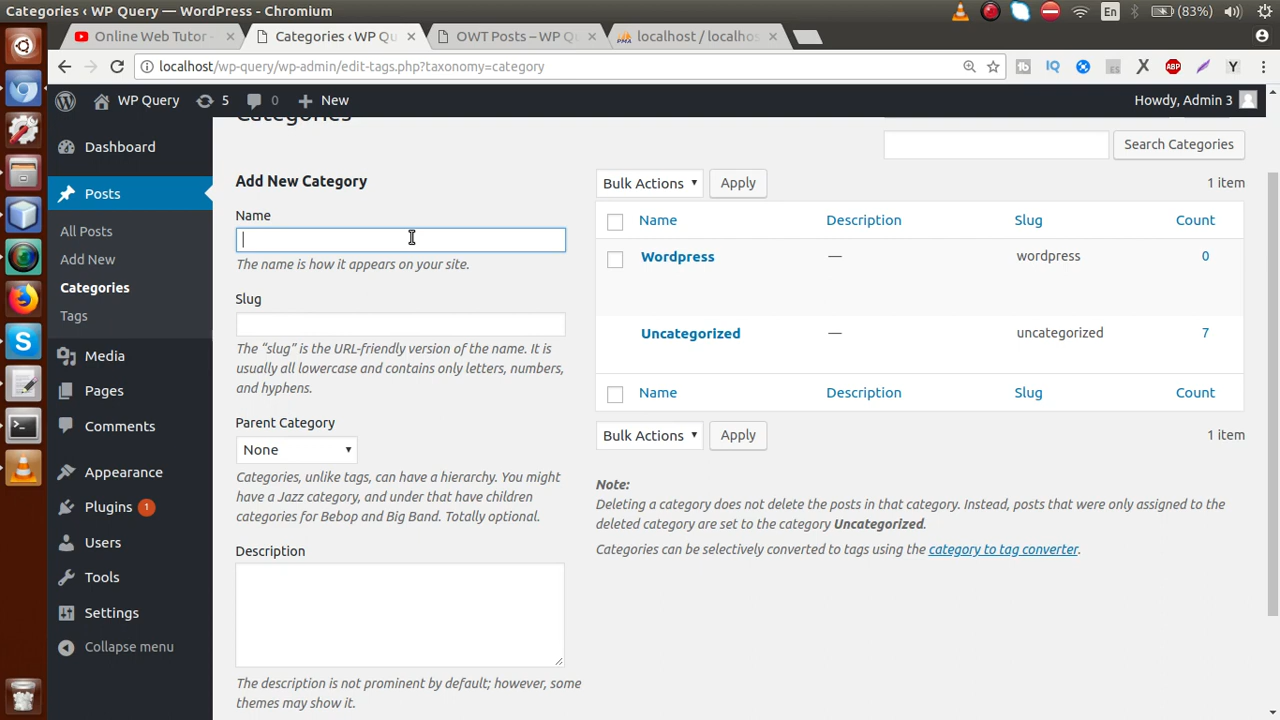 Categories ‹ WP Query — WordPress - Chromium
En
(83%)
Online Web Tutor -
Categories ‹ WP Qu
OWT Posts – WP Q
PMA
localhost / localhos
localhost/wp-query/wp-admin/edit-tags.php?taxonomy=category
fb
IQ
ES
X
ABP
Y
WP Query
5
0
New
Howdy, Admin 3
Categories
Search Categories
Dashboard
Posts
All Posts
Add New
Categories
Tags
Media
Pages
Comments
Appearance
Plugins 1
Users
Tools
Settings
Collapse menu
Add New Category
Name
The name is how it appears on your site.
Slug
The “slug” is the URL-friendly version of the name. It is
usually all lowercase and contains only letters, numbers,
and hyphens.
Parent Category
None
Categories, unlike tags, can have a hierarchy. You might
have a Jazz category, and under that have children
categories for Bebop and Big Band. Totally optional.
Description
The description is not prominent by default; however, some
themes may show it.
Bulk Actions
Apply
1 item
Name Description Slug Count
Wordpress — wordpress 0
Uncategorized — uncategorized 7
Name Description Slug Count
Bulk Actions
Apply
1 item
Note:
Deleting a category does not delete the posts in that category. Instead, posts that were only assigned to the
deleted category are set to the category Uncategorized.
Categories can be selectively converted to tags using the category to tag converter.